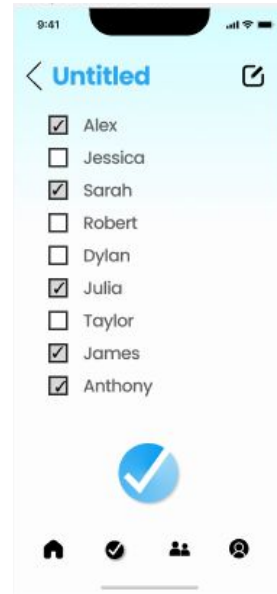 9:41
Untitled
Alex
Jessica
Sarah
Robert
Dylan
Julia
Taylor
James
Anthony